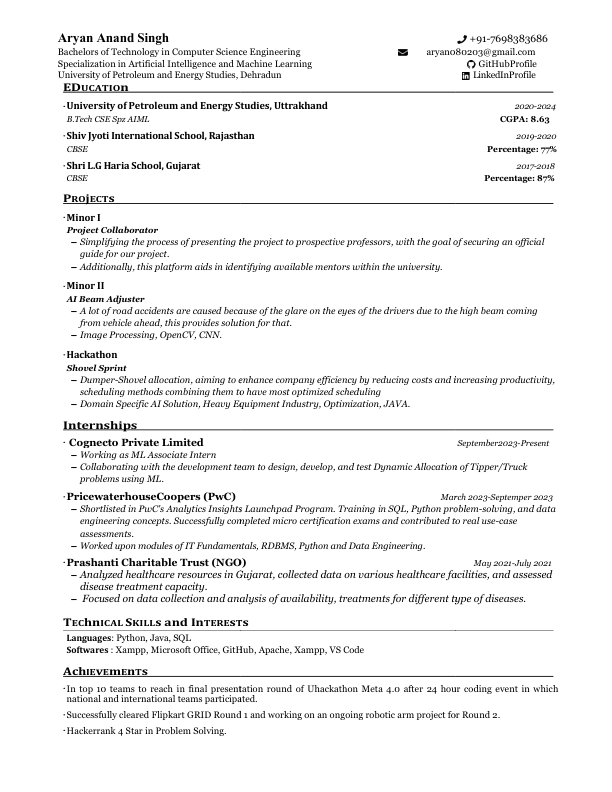 Aryan Anand Singh
+91-7698383686
Bachelors of Technology in Computer Science Engineering
aryan080203@gmail.com
Specialization in Artificial Intelligence and Machine Learning
GitHubProfile
University of Petroleum and Energy Studies, Dehradun
LinkedInProfile
EDucation
·University of Petroleum and Energy Studies, Uttrakhand 2020-2024
B.Tech CSE Spz AIML CGPA: 8.63
·Shiv Jyoti International School, Rajasthan 2019-2020
CBSE Percentage: 77%
·Shri L.G Haria School, Gujarat 2017-2018
CBSE Percentage: 87%
Projects
·Minor I
Project Collaborator
– Simplifying the process of presenting the project to prospective professors, with the goal of securing an official
guide for our project.
– Additionally, this platform aids in identifying available mentors within the university.
·Minor II
AI Beam Adjuster
– A lot of road accidents are caused because of the glare on the eyes of the drivers due to the high beam coming
from vehicle ahead, this provides solution for that.
– Image Processing, OpenCV, CNN.
·Hackathon
Shovel Sprint
– Dumper-Shovel allocation, aiming to enhance company efficiency by reducing costs and increasing productivity,
scheduling methods combining them to have most optimized scheduling
– Domain Specific AI Solution, Heavy Equipment Industry, Optimization, JAVA.
Internships
· Cognecto Private Limited September2023-Present
– Working as ML Associate Intern
– Collaborating with the development team to design, develop, and test Dynamic Allocation of Tipper/Truck
problems using ML.
·PricewaterhouseCoopers (PwC) March 2023-Septemper 2023
– Shortlisted in PwC's Analytics Insights Launchpad Program. Training in SQL, Python problem-solving, and data
engineering concepts. Successfully completed micro certification exams and contributed to real use-case
assessments.
– Worked upon modules of IT Fundamentals, RDBMS, Python and Data Engineering.
·Prashanti Charitable Trust (NGO) May 2021-July 2021
– Analyzed healthcare resources in Gujarat, collected data on various healthcare facilities, and assessed
disease treatment capacity.
– Focused on data collection and analysis of availability, treatments for different type of diseases.
Technical Skills and Interests
Languages: Python, Java, SQL
Softwares : Xampp, Microsoft Office, GitHub, Apache, Xampp, VS Code
Achievements
·In top 10 teams to reach in final presentation round of Uhackathon Meta 4.0 after 24 hour coding event in which
national and international teams participated.
·Successfully cleared Flipkart GRID Round 1 and working on an ongoing robotic arm project for Round 2.
·Hackerrank 4 Star in Problem Solving.